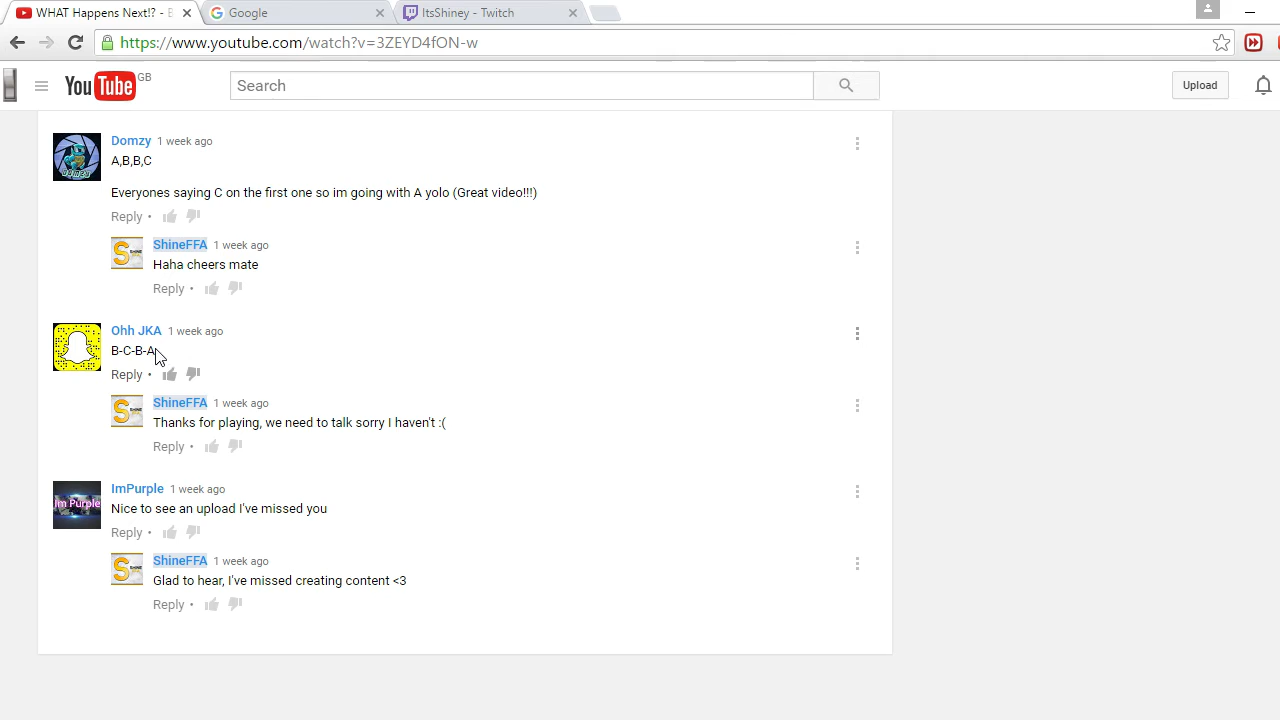 WHAT Happens Next!? - B
Google
ItsShiney - Twitch
https://www.youtube.com/watch?v=3ZEYD4fON-w
YouTube GB
Search
Upload
Domzy 1 week ago
A,B,B,C
Everyones saying C on the first one so im going with A yolo (Great video!!!)
Reply •
ShineFFA 1 week ago
Haha cheers mate
Reply •
Ohh JKA 1 week ago
B-C-B-A
Reply •
ShineFFA 1 week ago
Thanks for playing, we need to talk sorry I haven't :(
Reply •
ImPurple 1 week ago
Im Purple
Nice to see an upload I've missed you
Reply •
ShineFFA 1 week ago
Glad to hear, I've missed creating content <3
Reply •